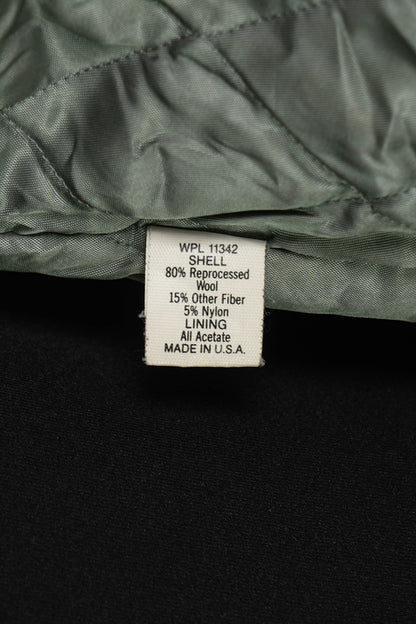 WPL 11342
SHELL
80% Reprocessed
Wool
15% Other Fiber
5% Nylon
LINING
All Acetate
MADE IN U.S.A.